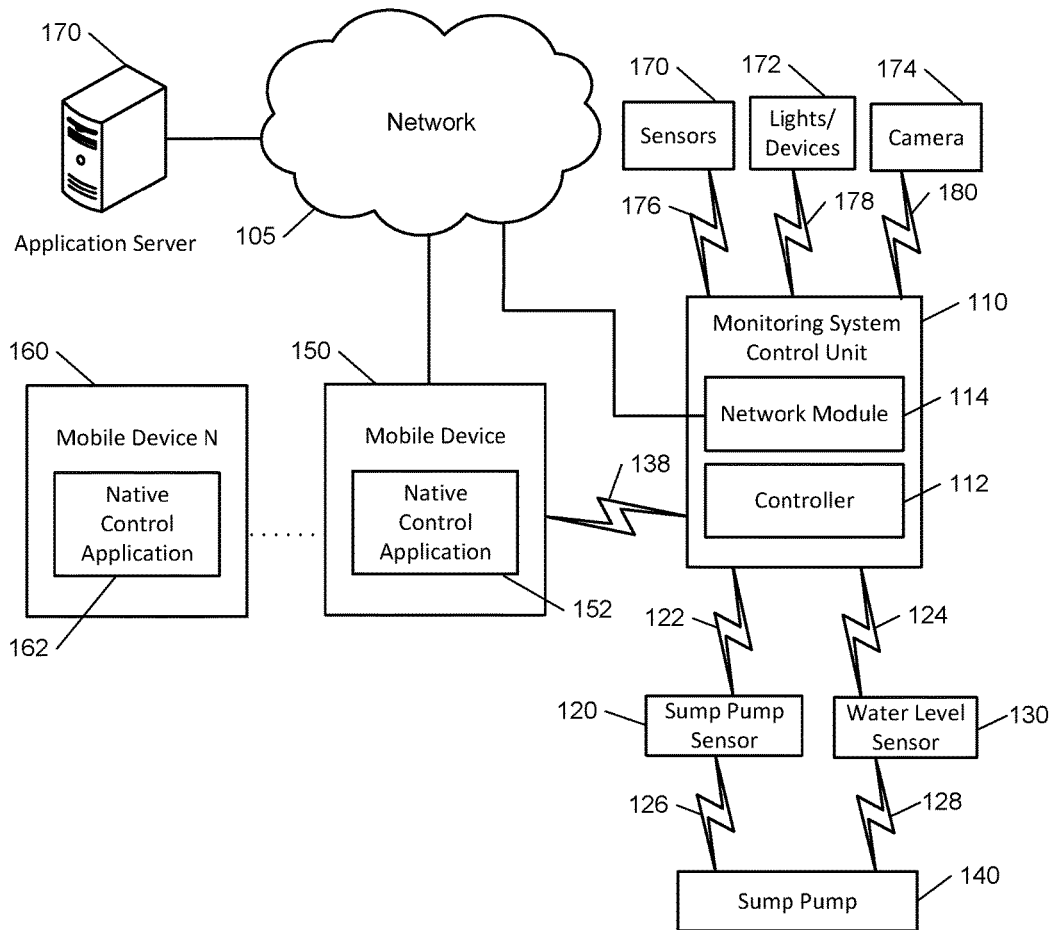 170
Network
Application Server
105
170
172
174
Sensors
Lights/
Devices
Camera
176
178
180
110
Monitoring System
Control Unit
114
Network Module
112
Controller
160
Mobile Device N
Native
Control
Application
162
150
Mobile Device
Native
Control
Application
152
138
122
124
120
Sump Pump
Sensor
Water Level
Sensor
130
126
128
Sump Pump
140